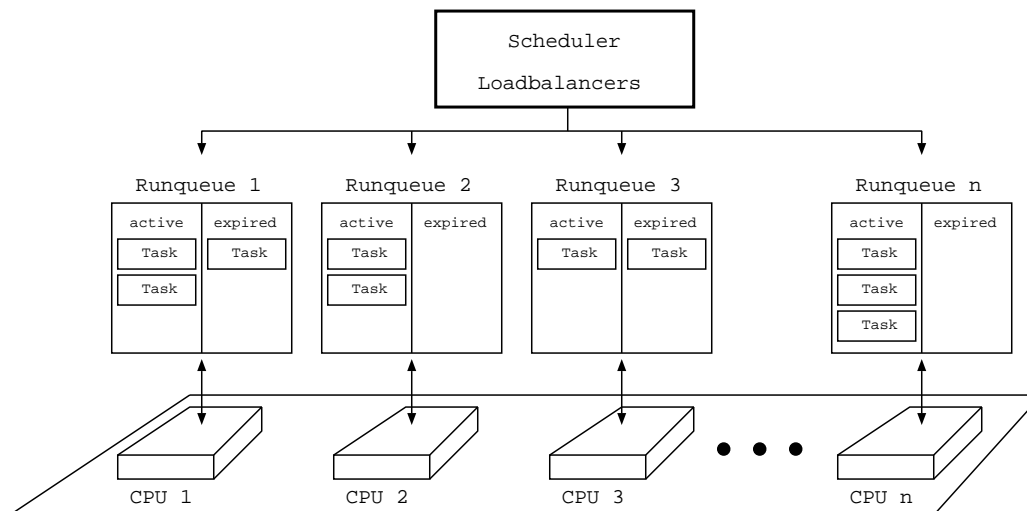 Scheduler
Loadbalancers
Runqueue 1 Runqueue 2 Runqueue 3 Runqueue n
active expired active expired active expired active expired
Task Task Task Task Task Task
Task Task Task
Task
CPU 1 CPU 2 CPU 3 CPU n